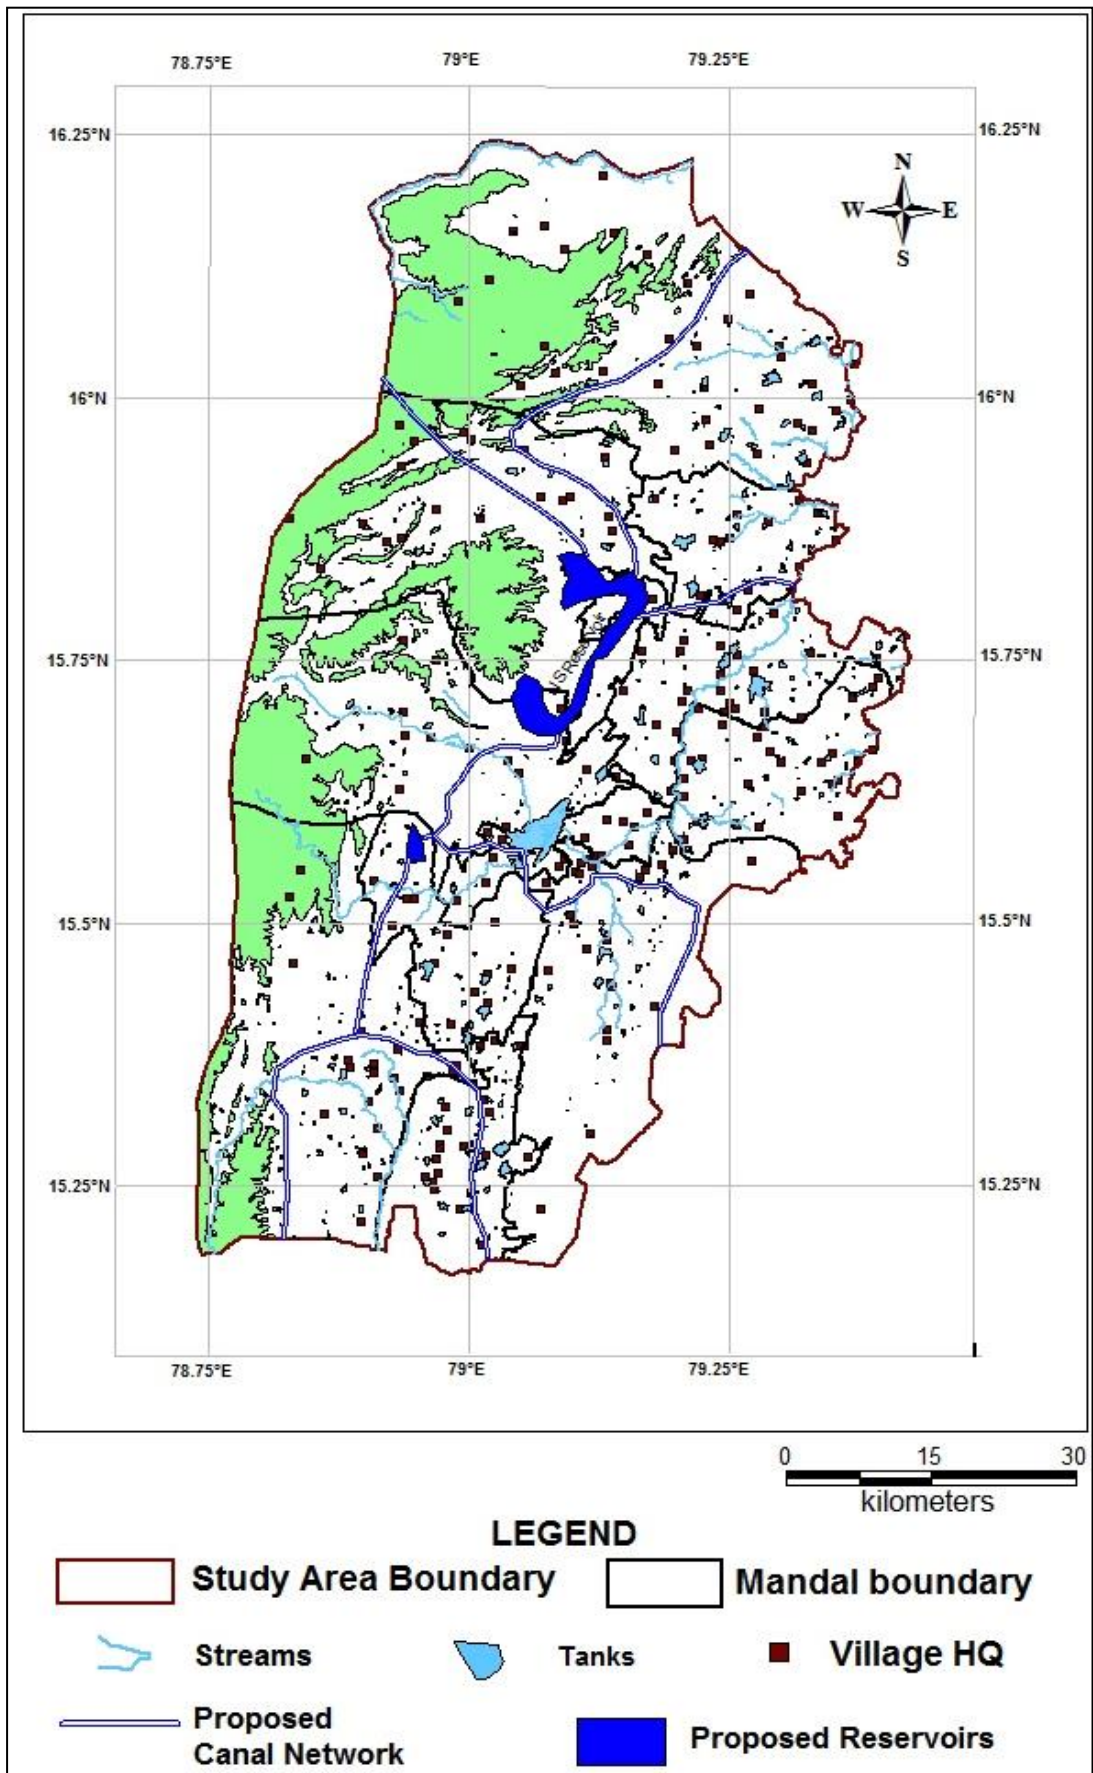 78.75°E 79°E 79.25°E
16.25°N 16.25°N
N
W E
S
16°N 16°N
15.75°N 15.75°N
15.5°N 15.5°N
15.25°N 15.25°N
78.75°E 79°E 79.25°E
0 15 30
kilometers
LEGEND
Study Area Boundary Mandal boundary
Streams Tanks Village HQ
Proposed
Canal Network
Proposed Reservoirs